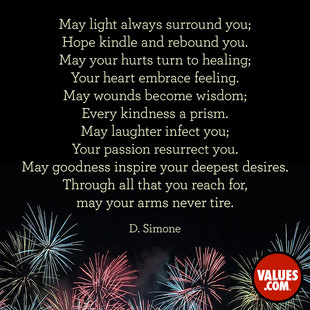 May light always surround you;
Hope kindle and rebound you.
May your hurts turn to healing;
Your heart embrace feeling.
May wounds become wisdom;
Every kindness a prism.
May laughter infect you;
Your passion resurrect you.
May goodness inspire your deepest desires.
Through all that you reach for,
may your arms never tire.
D. Simone
VALUES
.COM